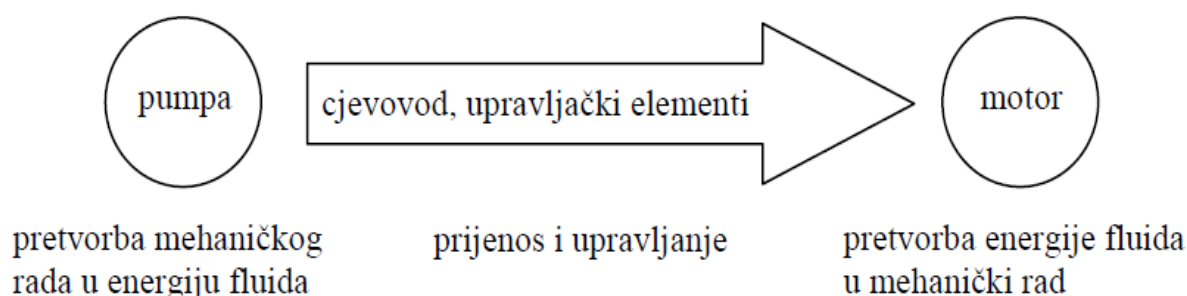 pumpa
cjevovod, upravljački elementi
motor
pretvorba mehaničkog
rada u energiju fluida
prijenos i upravljanje
pretvorba energije fluida
u mehanički rad